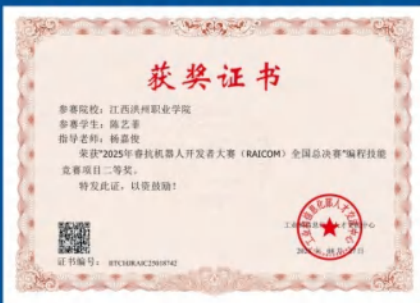 获奖证书
参赛院校：江西洪州职业学院
参赛学生：陈艺菲
指导老师：杨嘉俊
荣获“2025年睿抗机器人开发者大赛（RAICOM）全国总决赛”编程技能
竞赛项目二等奖。
特发此证，以资鼓励！
证书编号：